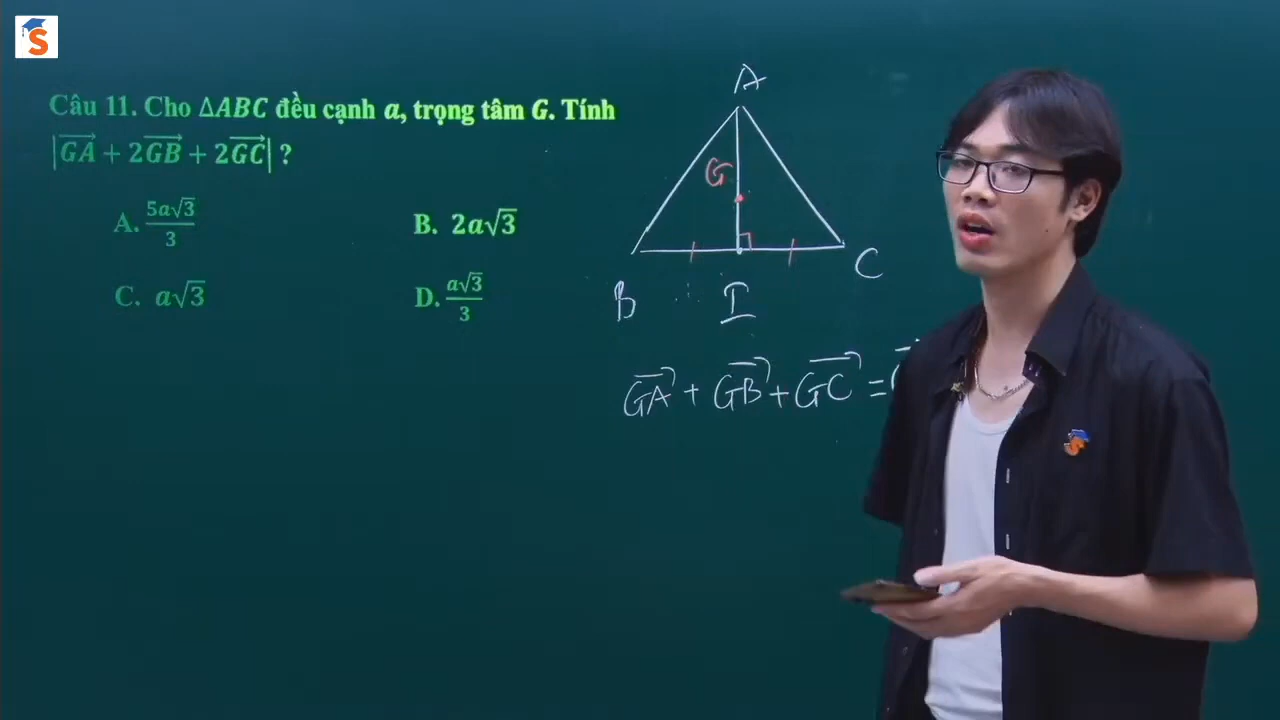 S
Câu 11. Cho ΔABC đều cạnh a, trọng tâm G. Tính
|GA⃗ + 2GB⃗ + 2GC⃗| ?
A. 5a√3/3
B. 2a√3
C. a√3
D. a√3/3
A
G
B
I
C
GA⃗ + GB⃗ + GC⃗ =